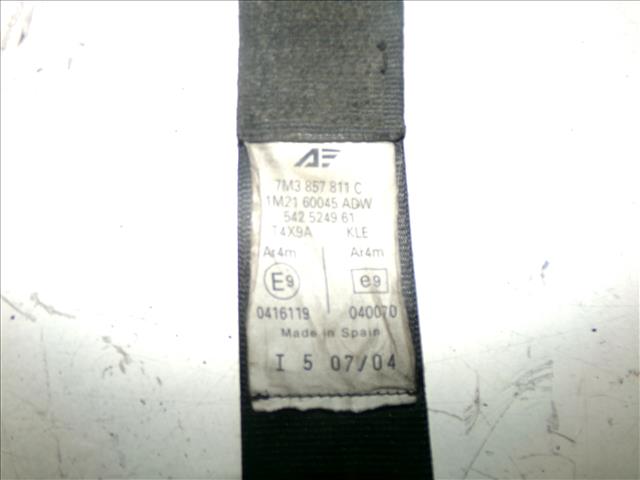 7M3 857 811 C
1M21 60045 ADW
542 5249 61
T4X9A KLE
Ar4m Ar4m
E9 e9
0416119 040070
Made in Spain
I 5 07/04